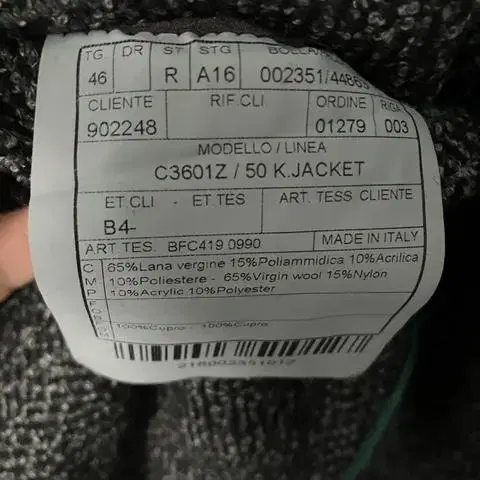 TG DR ST STG
46 R A16 002351/44869
CLIENTE RIF CLI ORDINE RIGA
902248 01279 003
MODELLO / LINEA
C3601Z / 50 K.JACKET
ET CLI - ET TES ART. TESS CLIENTE
B4-
ART TES. BFC419 0990 MADE IN ITALY
C 65%Lana vergine 15%Poliammidica 10%Acrilica
M 10%Poliestere - 65%Virgin wool 15%Nylon
P 10%Acrylic 10%Polyester
100%Cupro - 100%Cupro